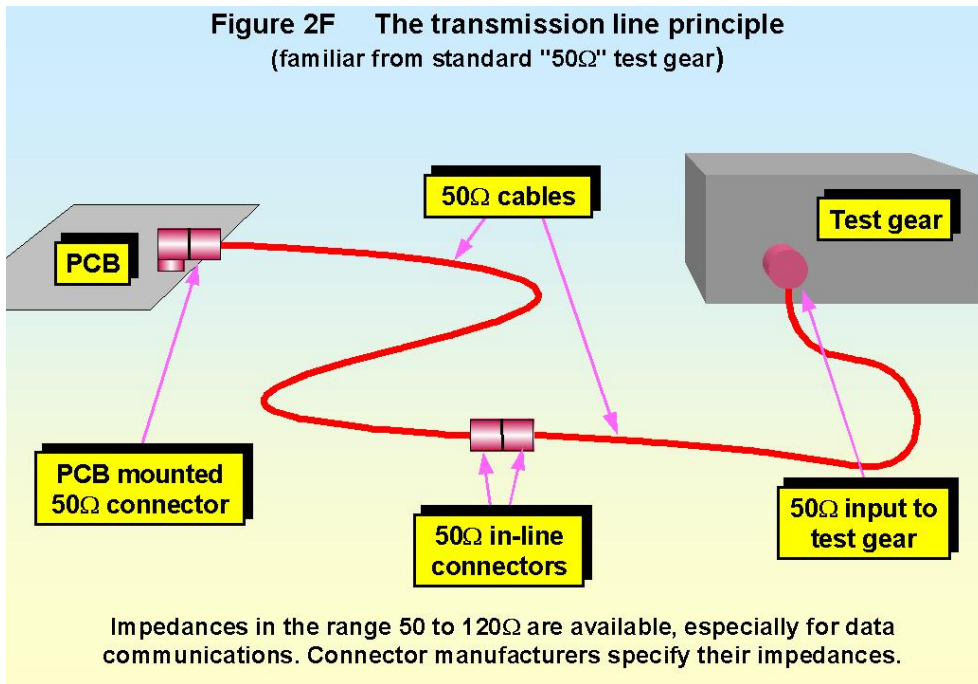 Figure 2F    The transmission line principle
(familiar from standard "50Ω" test gear)
50Ω cables
Test gear
PCB
PCB mounted
50Ω connector
50Ω in-line
connectors
50Ω input to
test gear
Impedances in the range 50 to 120Ω are available, especially for data
communications. Connector manufacturers specify their impedances.